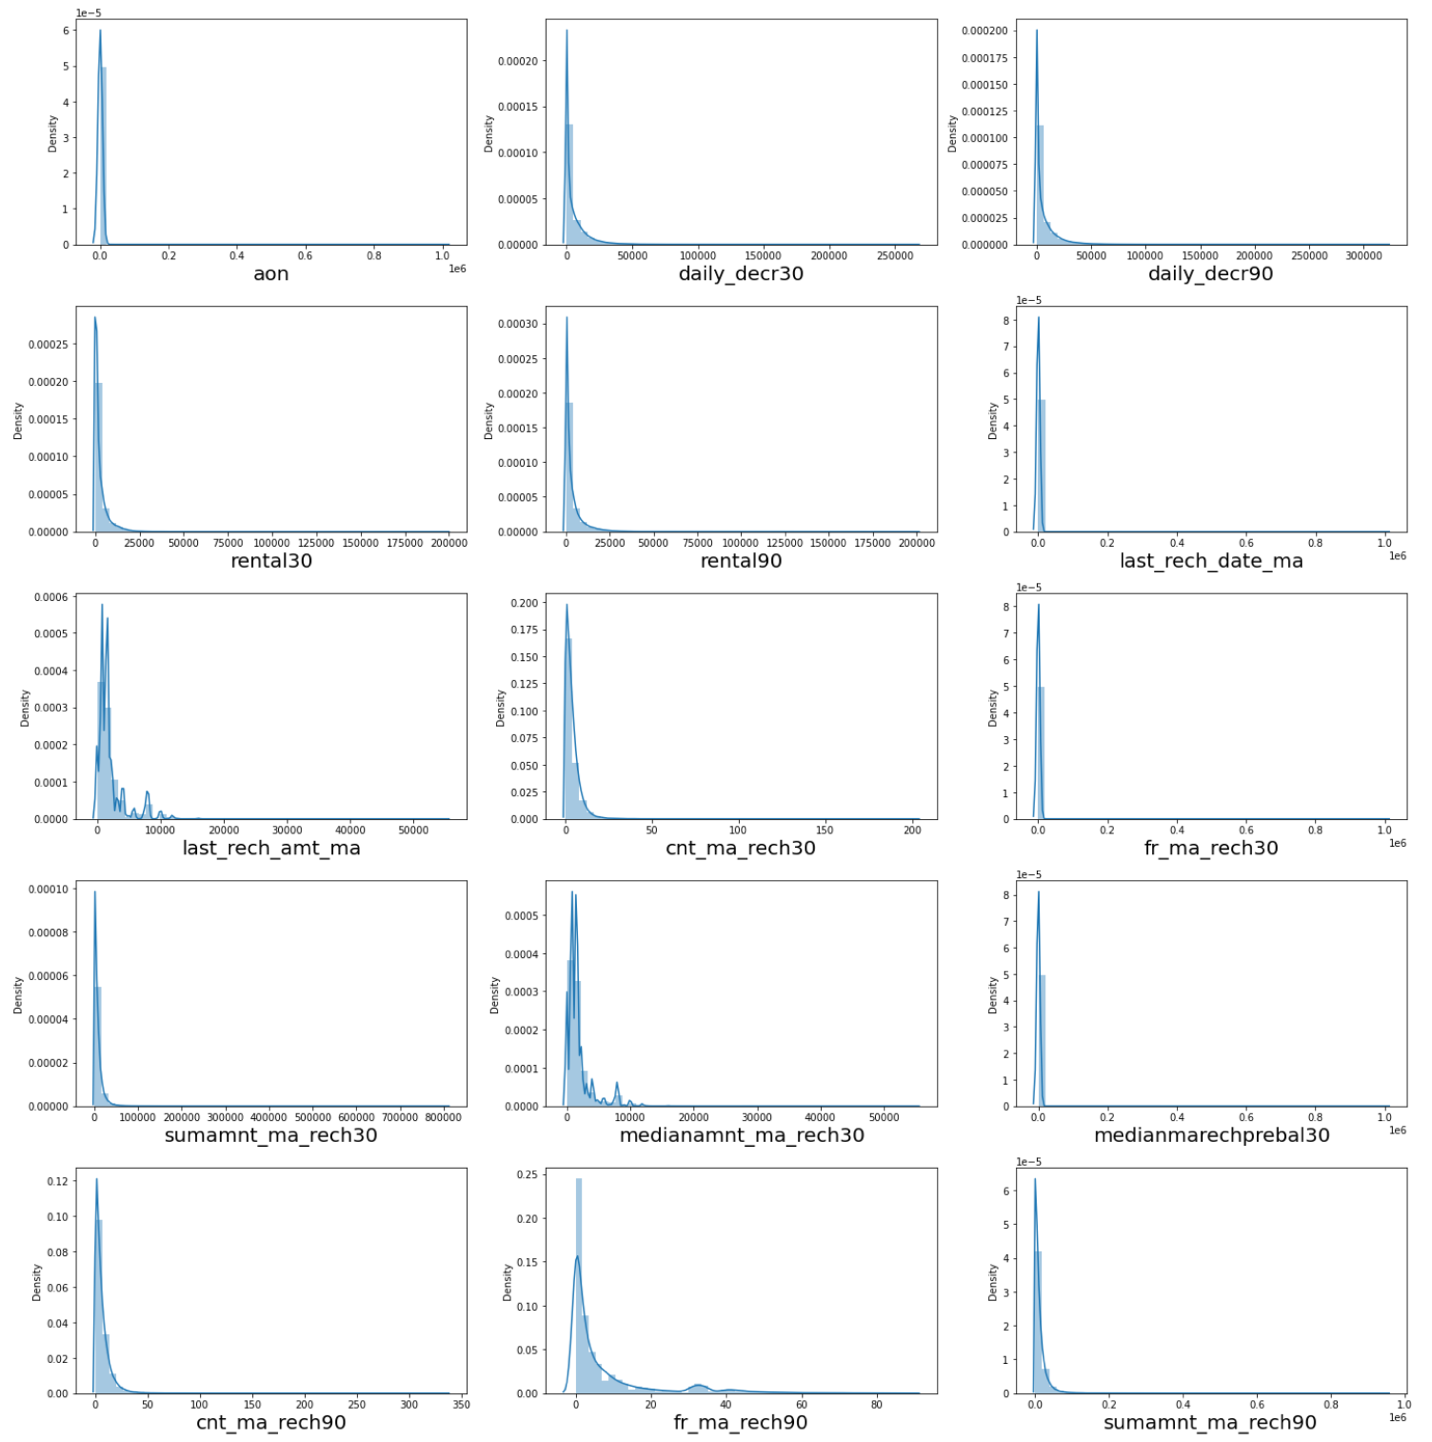 1e−5
6
5
4
3
2
1
0
Density
0.0 0.2 0.4 0.6 0.8 1.0
1e6
aon
0.00020
0.00015
0.00010
0.00005
0.00000
Density
0 50000 100000 150000 200000 250000
daily_decr30
0.000200
0.000175
0.000150
0.000125
0.000100
0.000075
0.000050
0.000025
0.000000
Density
0 50000 100000 150000 200000 250000 300000
daily_decr90
0.00025
0.00020
0.00015
0.00010
0.00005
0.00000
Density
0 25000 50000 75000 100000 125000 150000 175000 200000
rental30
0.00030
0.00025
0.00020
0.00015
0.00010
0.00005
0.00000
Density
0 25000 50000 75000 100000 125000 150000 175000 200000
rental90
1e−5
8
7
6
5
4
3
2
1
0
Density
0.0 0.2 0.4 0.6 0.8 1.0
1e6
last_rech_date_ma
0.0006
0.0005
0.0004
0.0003
0.0002
0.0001
0.0000
Density
0 10000 20000 30000 40000 50000
last_rech_amt_ma
0.200
0.175
0.150
0.125
0.100
0.075
0.050
0.025
0.000
Density
0 50 100 150 200
cnt_ma_rech30
1e−5
8
7
6
5
4
3
2
1
0
Density
0.0 0.2 0.4 0.6 0.8 1.0
1e6
fr_ma_rech30
0.00010
0.00008
0.00006
0.00004
0.00002
0.00000
Density
0 100000 200000 300000 400000 500000 600000 700000 800000
sumamnt_ma_rech30
0.0005
0.0004
0.0003
0.0002
0.0001
0.0000
Density
0 10000 20000 30000 40000 50000
medianamnt_ma_rech30
1e−5
8
7
6
5
4
3
2
1
0
Density
0.0 0.2 0.4 0.6 0.8 1.0
1e6
medianmarechprebal30
0.12
0.10
0.08
0.06
0.04
0.02
0.00
Density
0 50 100 150 200 250 300 350
cnt_ma_rech90
0.25
0.20
0.15
0.10
0.05
0.00
Density
0 20 40 60 80
fr_ma_rech90
1e−5
6
5
4
3
2
1
0
Density
0.0 0.2 0.4 0.6 0.8 1.0
1e6
sumamnt_ma_rech90